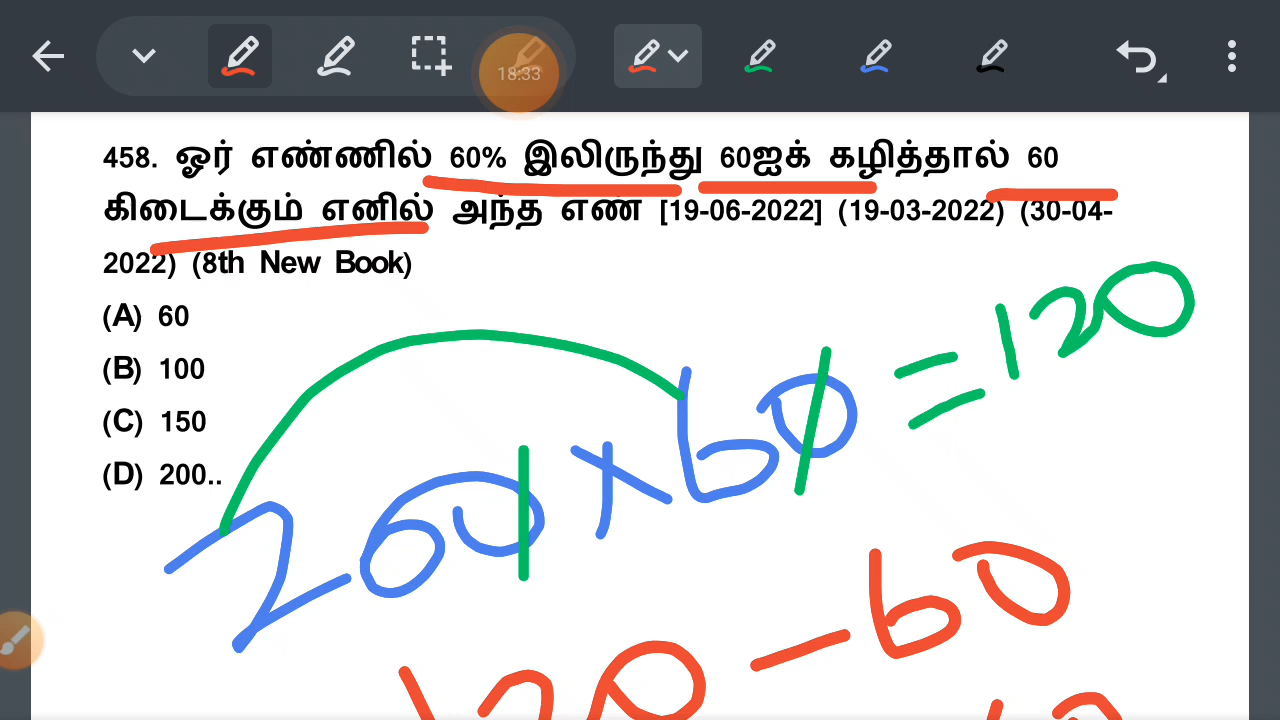 18:33
458. ஓர் எண்ணில் 60% இலிருந்து 60ஐக் கழித்தால் 60
கிடைக்கும் எனில் அந்த எண் [19-06-2022] (19-03-2022) (30-04-
2022) (8th New Book)
(A) 60
(B) 100
(C) 150
(D) 200..
200 × 60 = 120
120 - 60